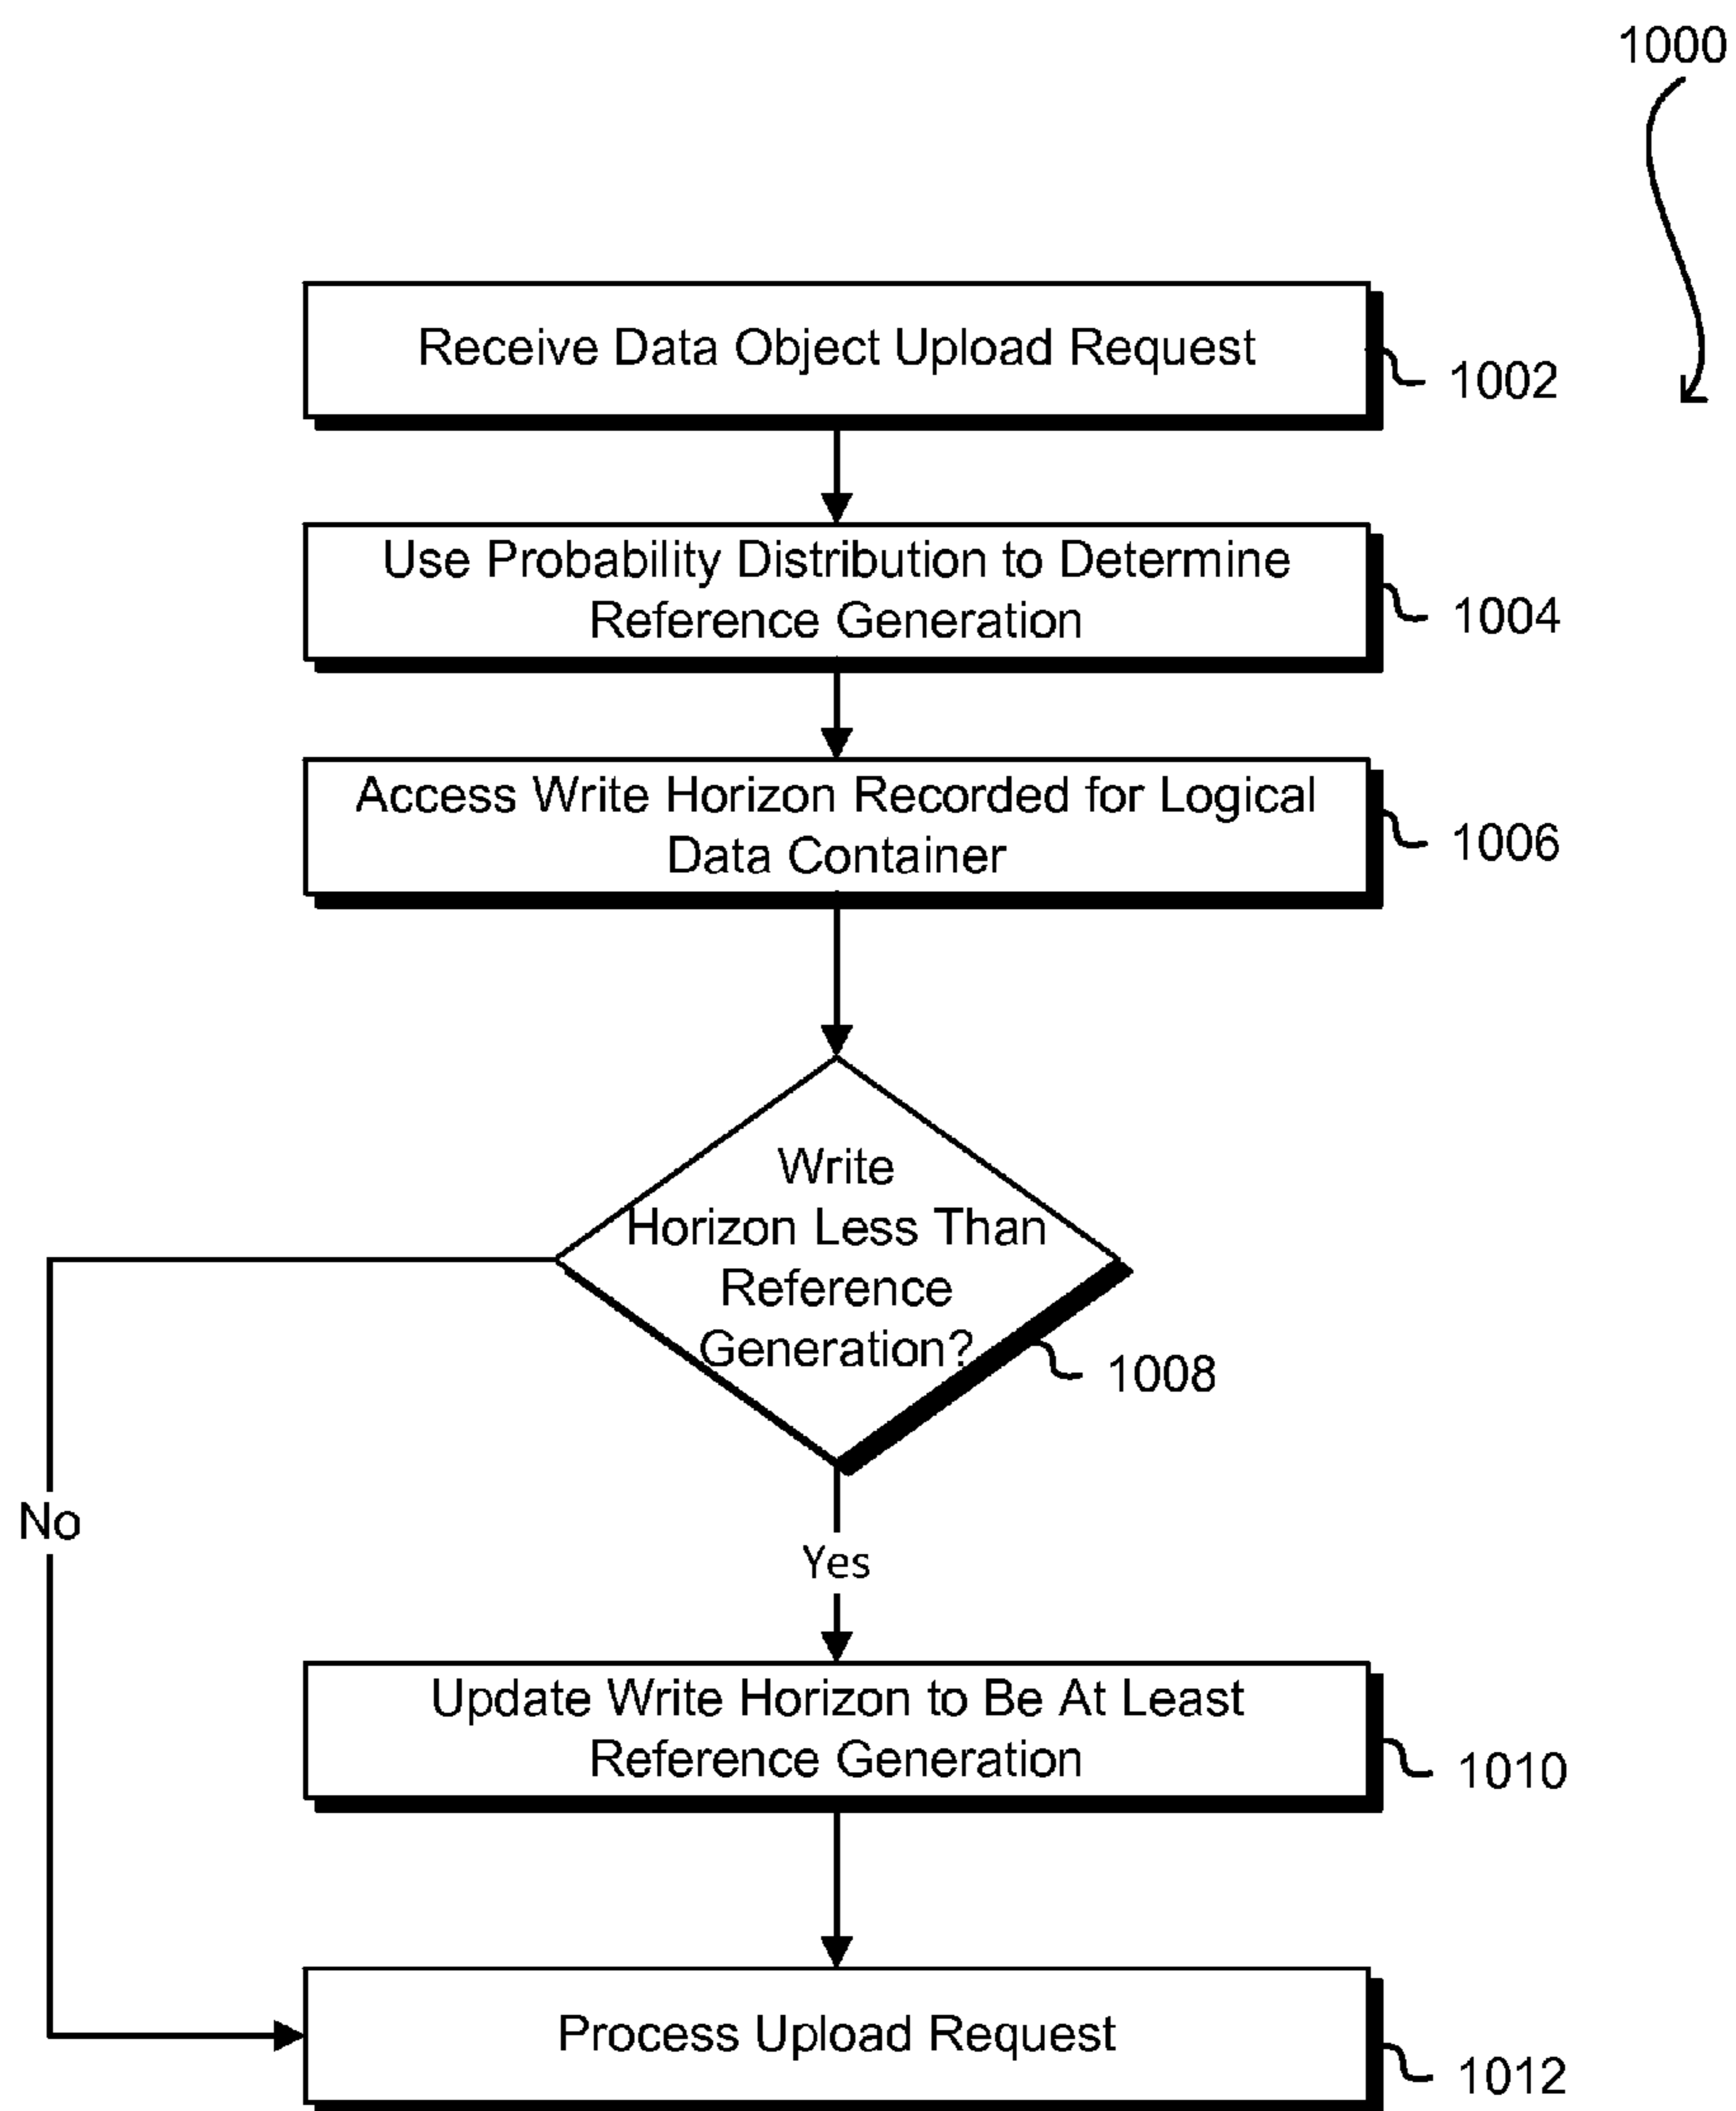 1000
Receive Data Object Upload Request
1002
Use Probability Distribution to Determine
Reference Generation
1004
Access Write Horizon Recorded for Logical
Data Container
1006
Write
Horizon Less Than
Reference
Generation?
1008
No
Yes
Update Write Horizon to Be At Least
Reference Generation
1010
Process Upload Request
1012